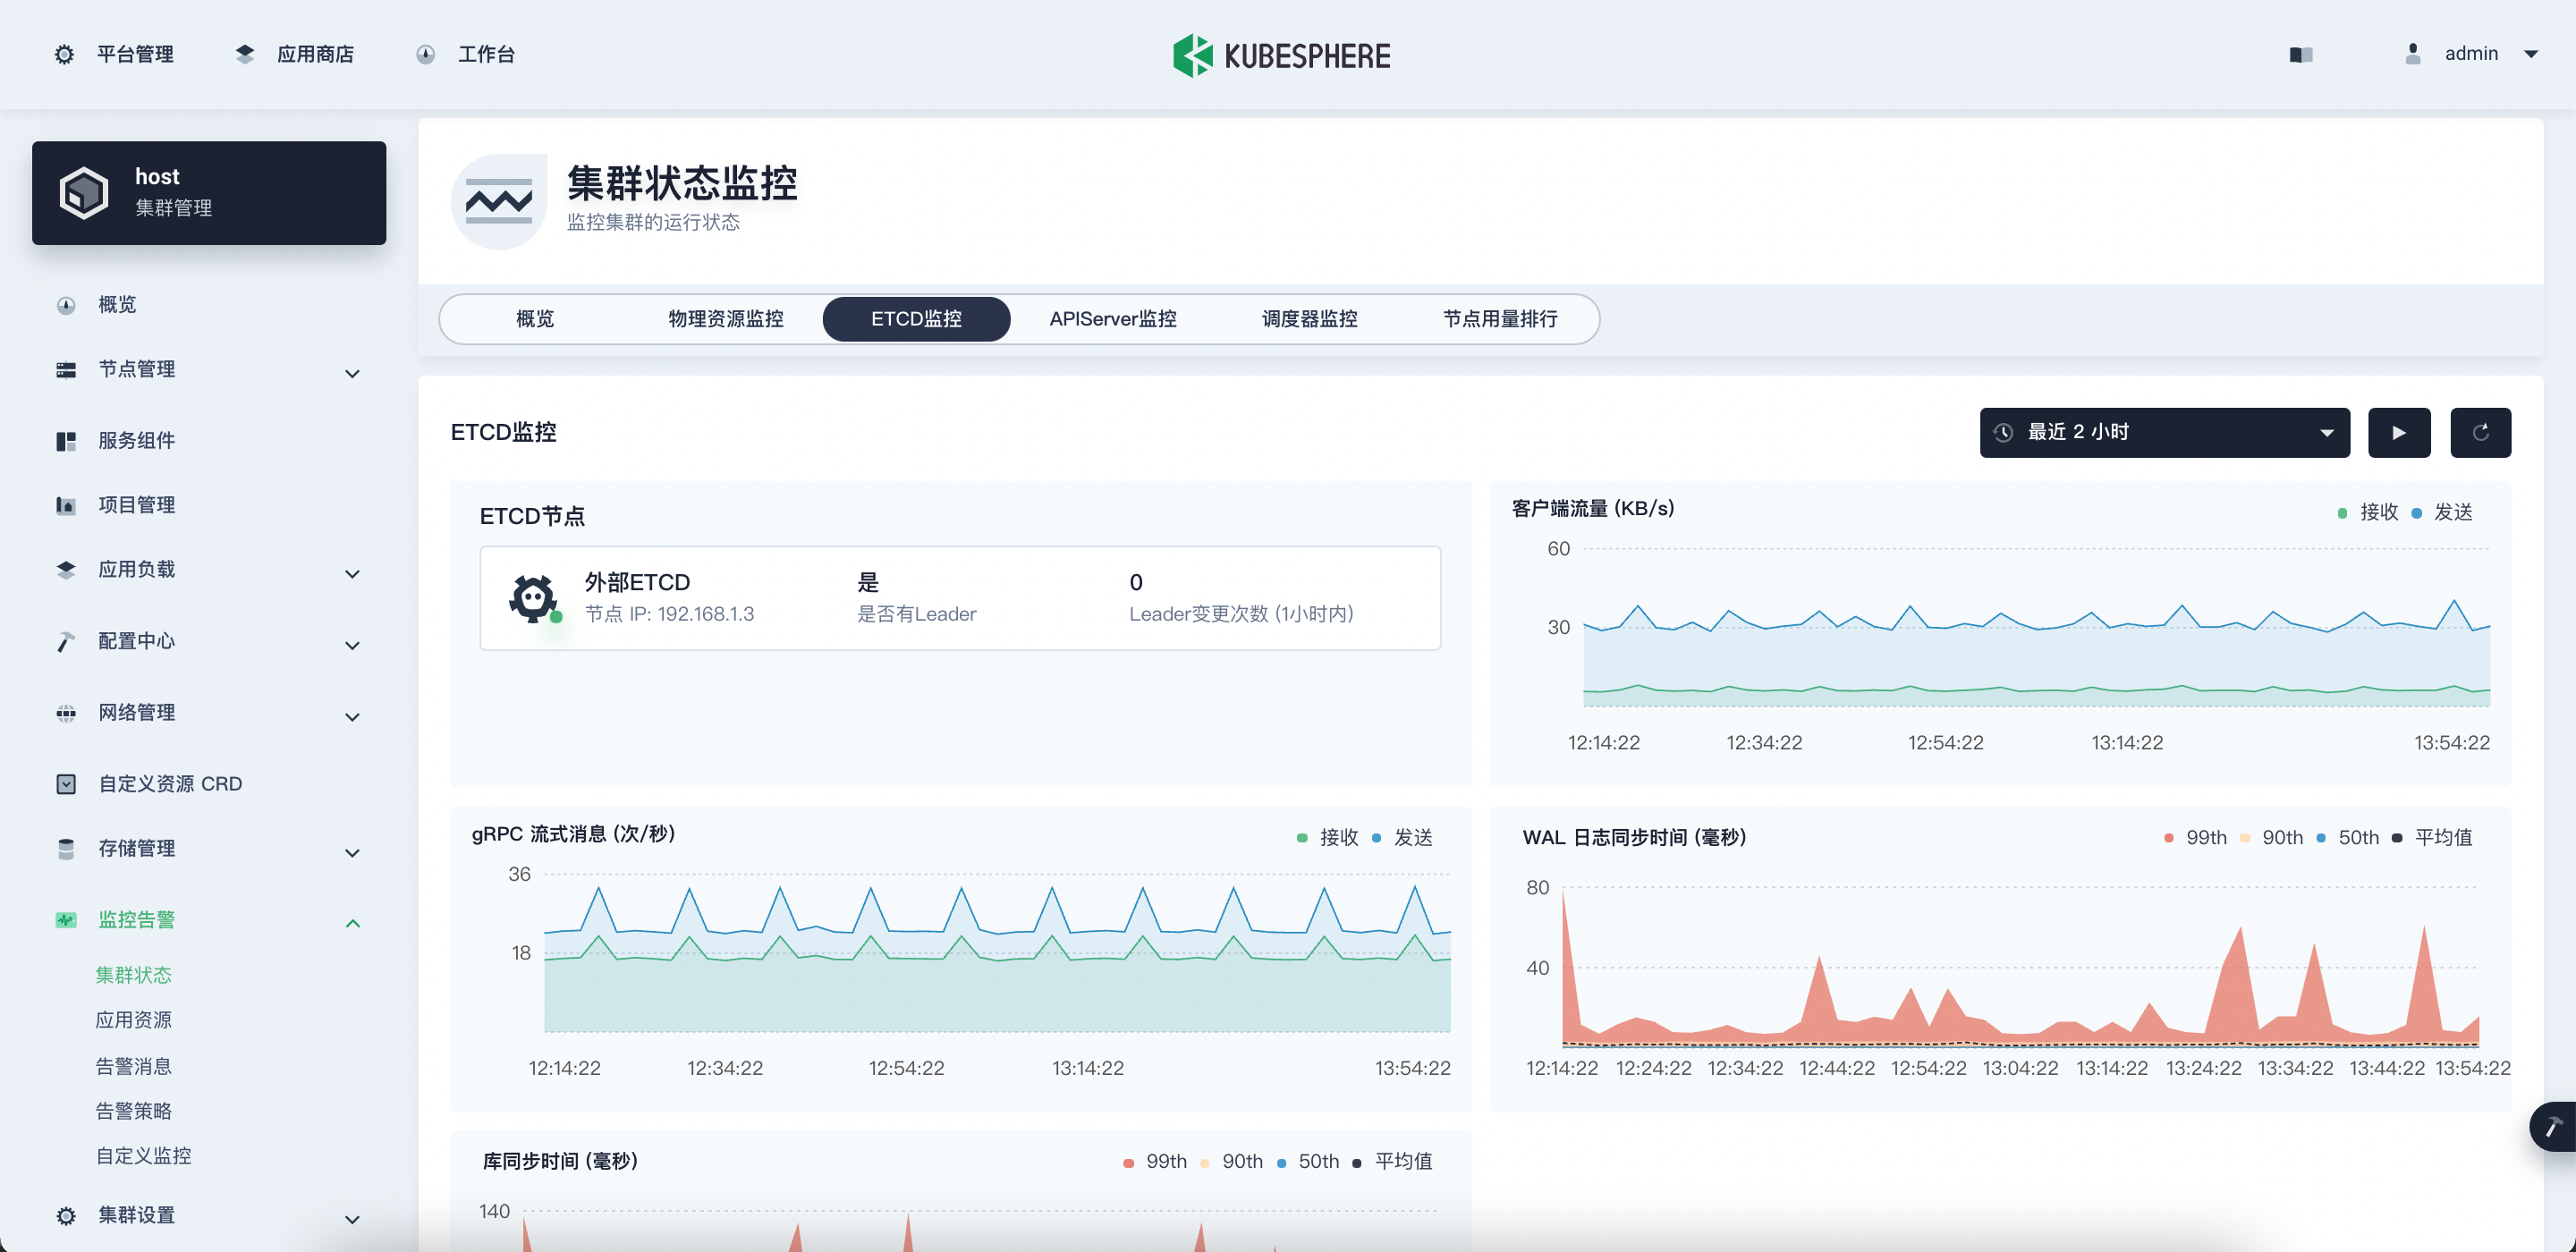 平台管理
应用商店
工作台
KUBESPHERE
admin
host
集群管理
概览
节点管理
服务组件
项目管理
应用负载
配置中心
网络管理
自定义资源 CRD
存储管理
监控告警
集群状态
应用资源
告警消息
告警策略
自定义监控
集群设置
集群状态监控
监控集群的运行状态
概览
物理资源监控
ETCD监控
APIServer监控
调度器监控
节点用量排行
ETCD监控
最近 2 小时
ETCD节点
外部ETCD
节点 IP: 192.168.1.3
是
是否有Leader
0
Leader变更次数 (1小时内)
客户端流量 (KB/s)
接收 发送
60
30
12:14:22 12:34:22 12:54:22 13:14:22 13:54:22
gRPC 流式消息 (次/秒)
接收 发送
36
18
12:14:22 12:34:22 12:54:22 13:14:22 13:54:22
WAL 日志同步时间 (毫秒)
99th 90th 50th 平均值
80
40
12:14:22 12:24:22 12:34:22 12:44:22 12:54:22 13:04:22 13:14:22 13:24:22 13:34:22 13:44:22 13:54:22
库同步时间 (毫秒)
99th 90th 50th 平均值
140